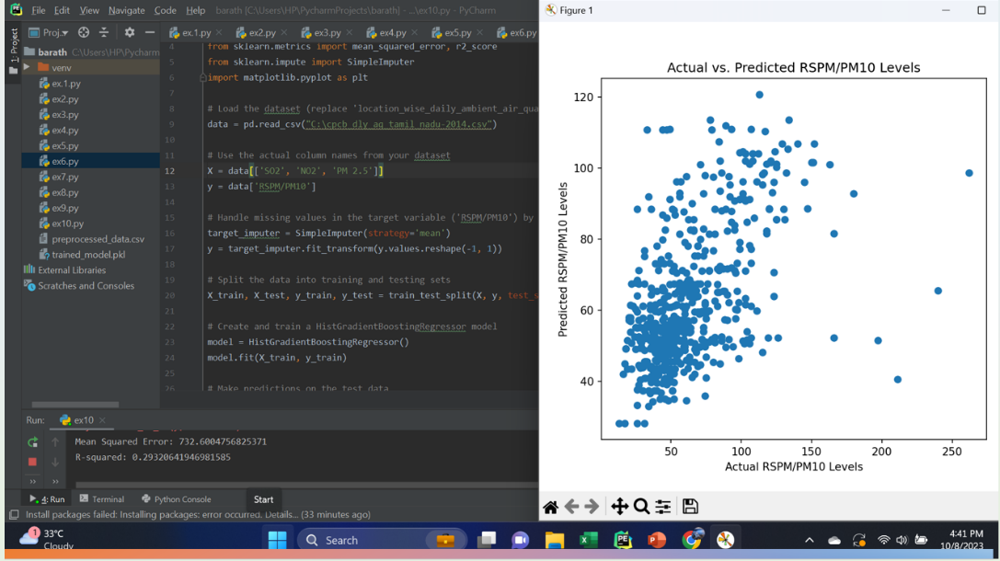 File Edit View Navigate Code Help barath [C:\Users\HP\PycharmProjects\barath] - ...\ex10.py - PyCharm
Proj..
ex.1.py ex2.py ex3.py ex4.py ex5.py ex6.py
1: Project
barath C:\Users\HP\Pycharm
venv
ex.1.py
ex2.py
ex3.py
ex4.py
ex5.py
ex6.py
ex7.py
ex8.py
ex9.py
ex10.py
preprocessed_data.csv
trained_model.pkl
External Libraries
Scratches and Consoles
4 from sklearn.metrics import mean_squared_error, r2_score
5 from sklearn.impute import SimpleImputer
6 import matplotlib.pyplot as plt
7
8 # Load the dataset (replace 'location_wise_daily_ambient_air_qua
9 data = pd.read_csv("C:\cpcb_dly_aq_tamil_nadu-2014.csv")
10
11 # Use the actual column names from your dataset
12 X = data[['SO2', 'NO2', 'PM 2.5']]
13 y = data['RSPM/PM10']
14
15 # Handle missing values in the target variable ('RSPM/PM10') by
16 target_imputer = SimpleImputer(strategy='mean')
17 y = target_imputer.fit_transform(y.values.reshape(-1, 1))
18
19 # Split the data into training and testing sets
20 X_train, X_test, y_train, y_test = train_test_split(X, y, test_s
21
22 # Create and train a HistGradientBoostingRegressor model
23 model = HistGradientBoostingRegressor()
24 model.fit(X_train, y_train)
25
26 # Make predictions on the test data
Run: ex10
Mean Squared Error: 732.6004756825371
R-squared: 0.29320641946981585
4: Run Terminal Python Console Start
Install packages failed: Installing packages: error occurred. Details... (33 minutes ago)
Figure 1
Actual vs. Predicted RSPM/PM10 Levels
120
100
80
60
40
Predicted RSPM/PM10 Levels
50 100 150 200 250
Actual RSPM/PM10 Levels
1
33°C
Cloudy
Search
4:41 PM
10/8/2023